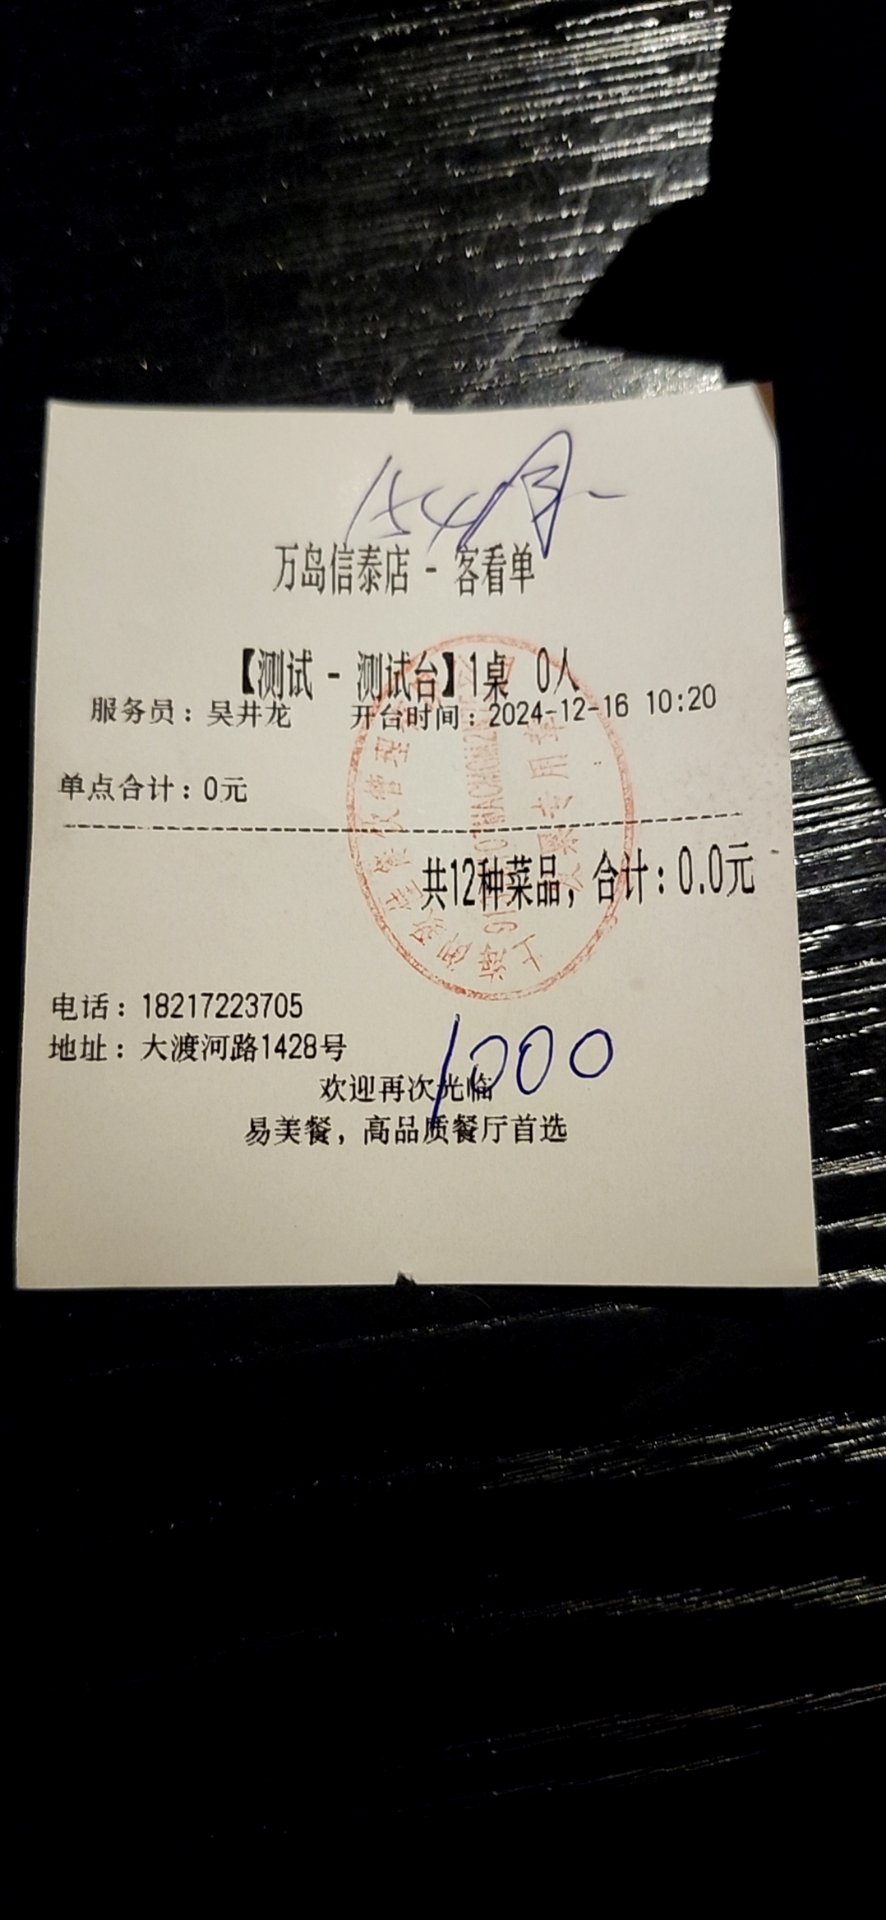 万岛信泰店 - 客看单
【测试 - 测试台】1桌 0人
服务员：吴井龙 开台时间：2024-12-16 10:20
单点合计：0元
共12种菜品，合计：0.0元
电话：18217223705
地址：大渡河路1428号
1000
欢迎再次光临
易美餐，高品质餐厅首选